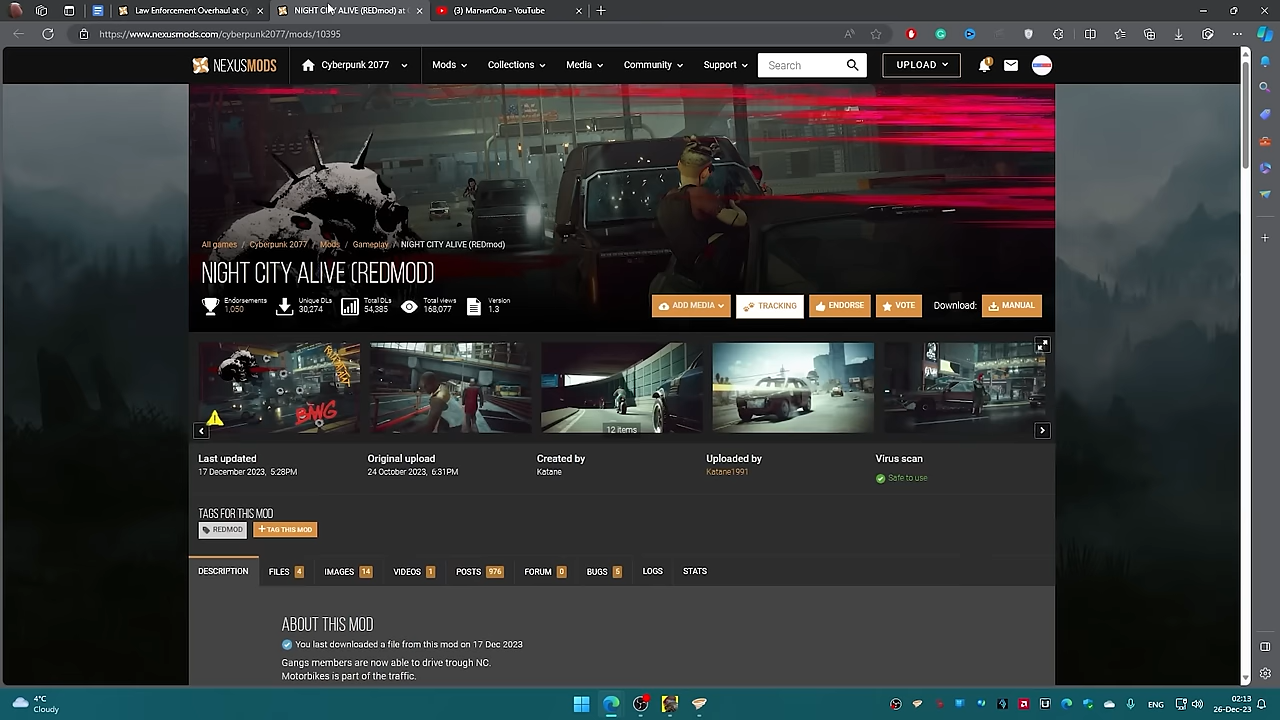 Law Enforcement Overhaul at Cy
NIGHT CITY ALIVE (REDmod) at
(3) МагнитОла - YouTube
https://www.nexusmods.com/cyberpunk2077/mods/10395
NEXUSMODS
Cyberpunk 2077
Mods
Collections
Media
Community
Support
Search
UPLOAD
1
All games / Cyberpunk 2077 / Mods / Gameplay / NIGHT CITY ALIVE (REDmod)
NIGHT CITY ALIVE (REDMOD)
Endorsements
1,050
Unique DLs
30,274
Total DLs
54,385
Total views
168,077
Version
1.3
ADD MEDIA
TRACKING
ENDORSE
VOTE
Download:
MANUAL
BANG
12 items
Last updated
17 December 2023, 5:28PM
Original upload
24 October 2023, 6:31PM
Created by
Katane
Uploaded by
Katane1991
Virus scan
Safe to use
TAGS FOR THIS MOD
REDMOD
+ TAG THIS MOD
DESCRIPTION
FILES 4
IMAGES 14
VIDEOS 1
POSTS 976
FORUM 0
BUGS 5
LOGS
STATS
ABOUT THIS MOD
You last downloaded a file from this mod on 17 Dec 2023
Gangs members are now able to drive trough NC.
Motorbikes is part of the traffic.
4°C
Cloudy
ENG
02:13
26-Dec-23